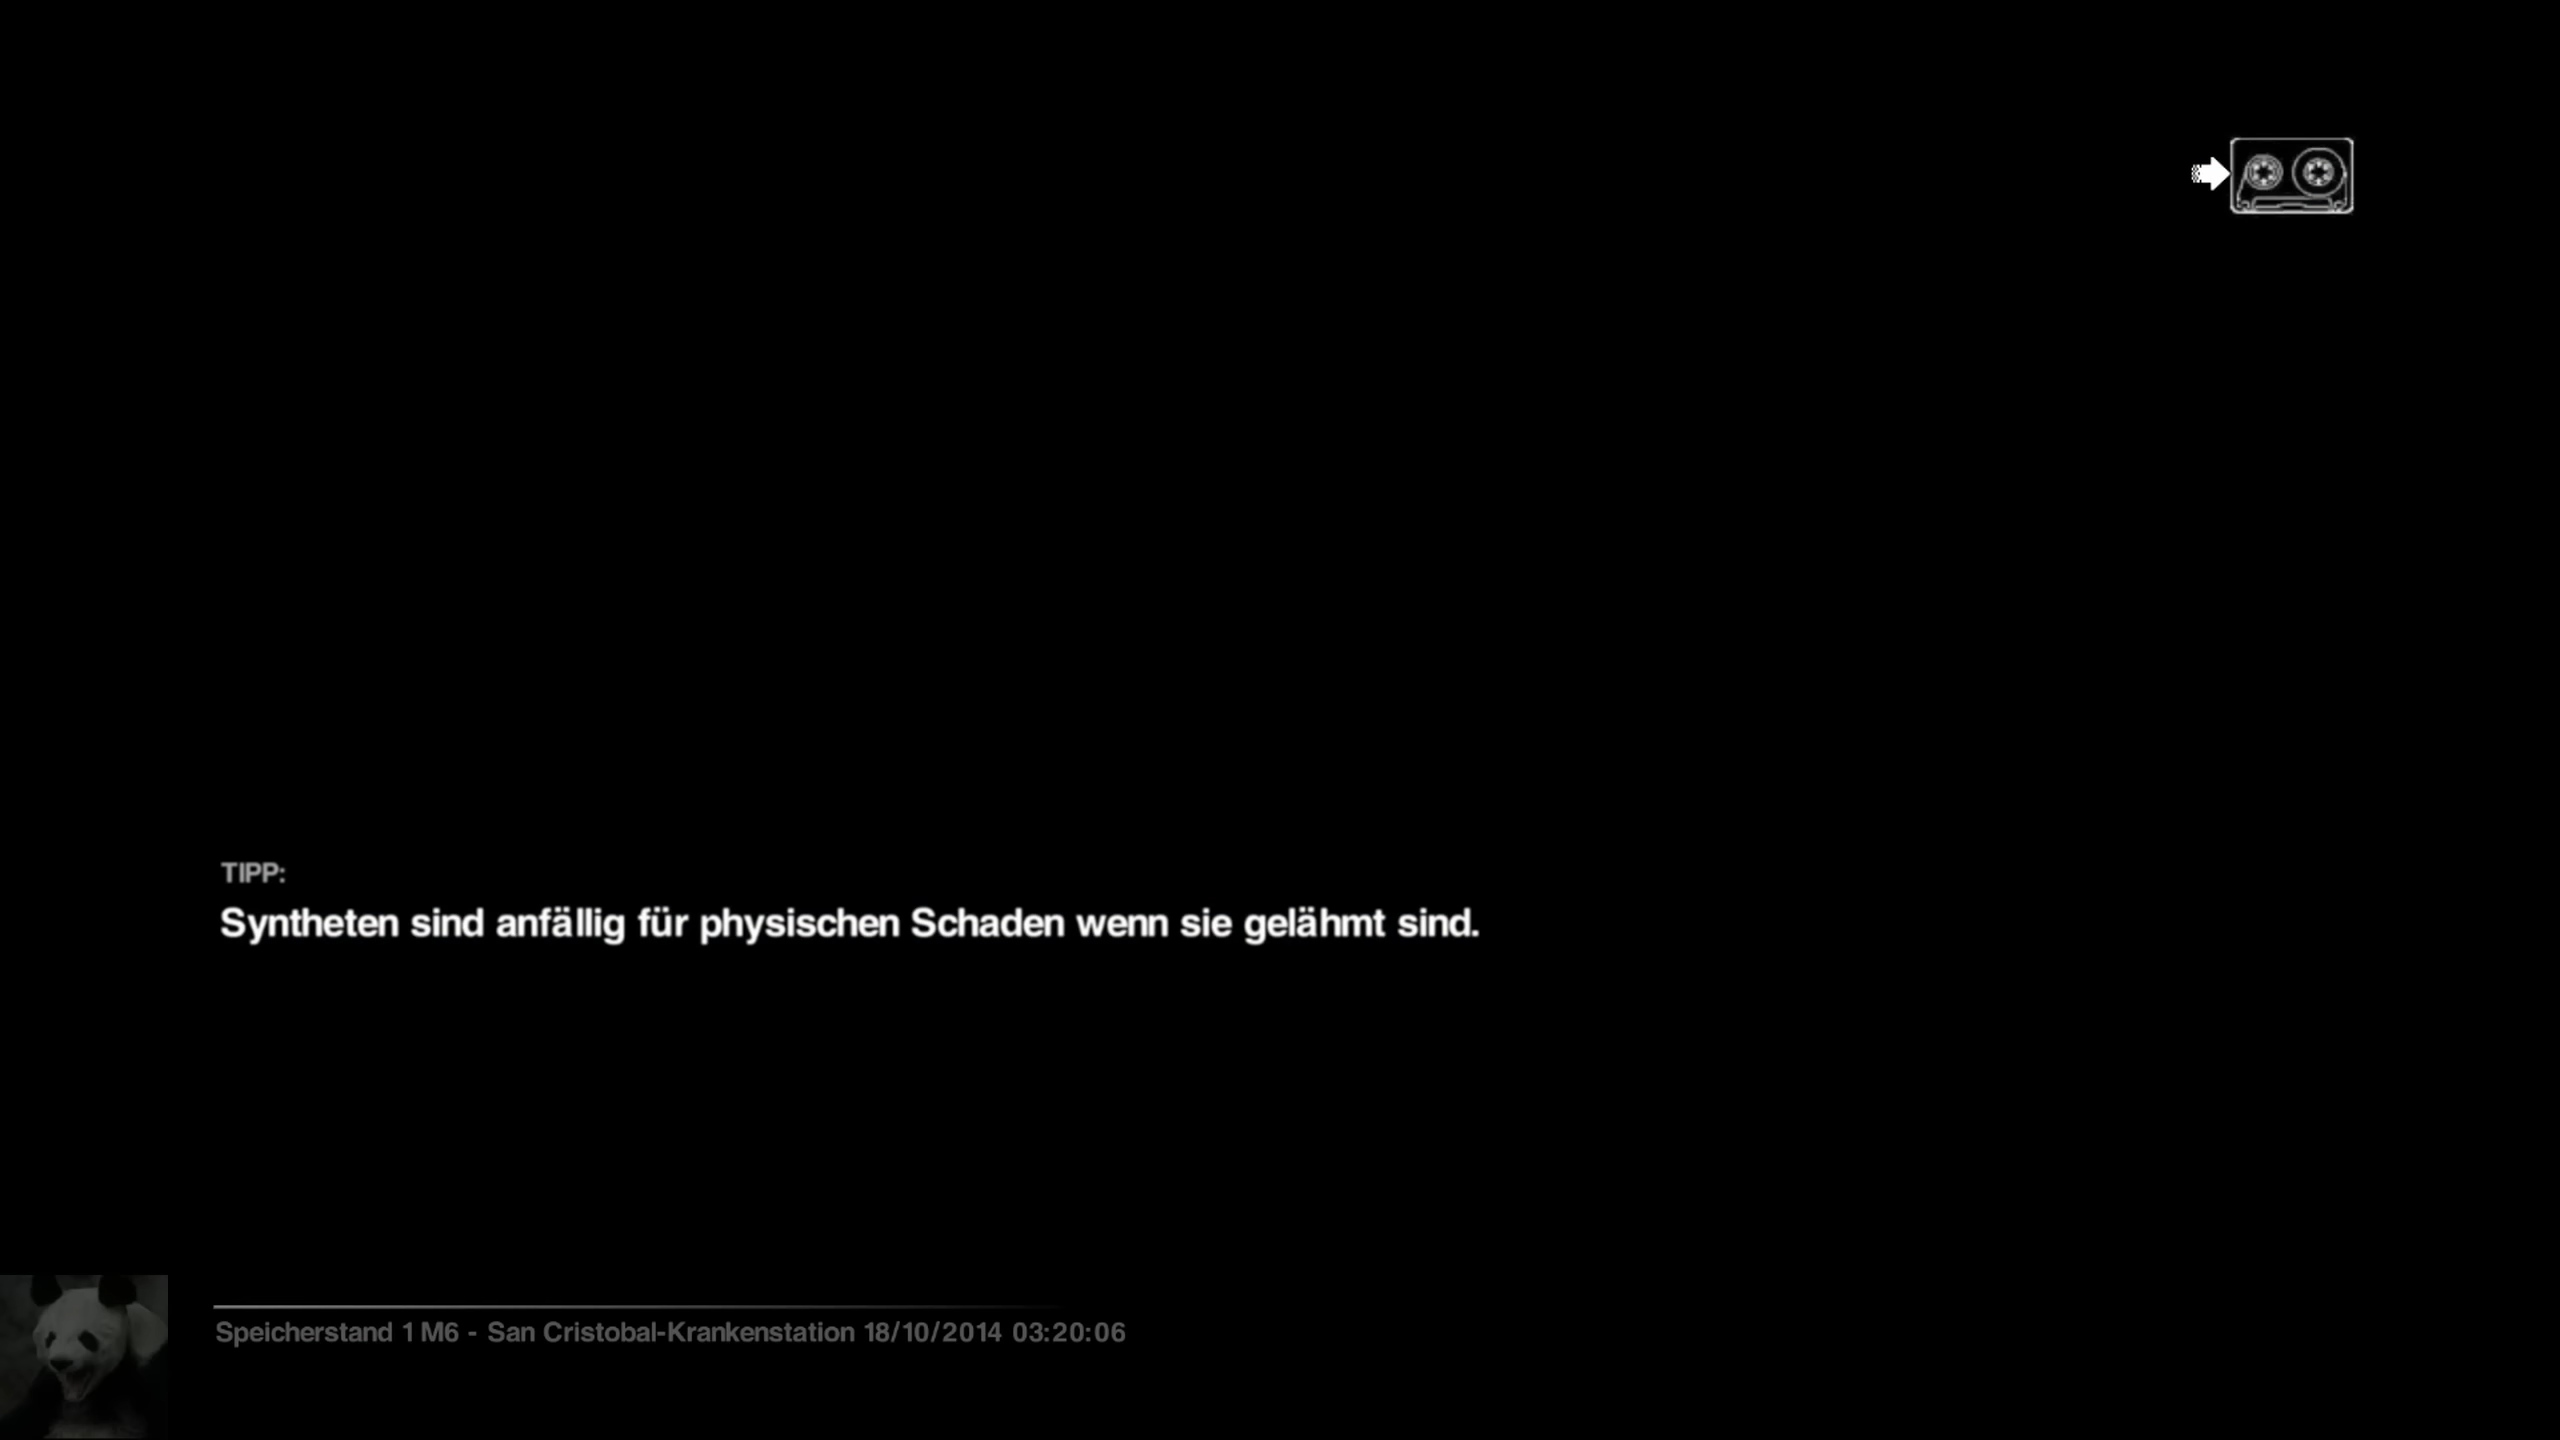 TIPP:
Syntheten sind anfällig für physischen Schaden wenn sie gelähmt sind.
Speicherstand 1 M6 - San Cristobal-Krankenstation 18/10/2014 03:20:06